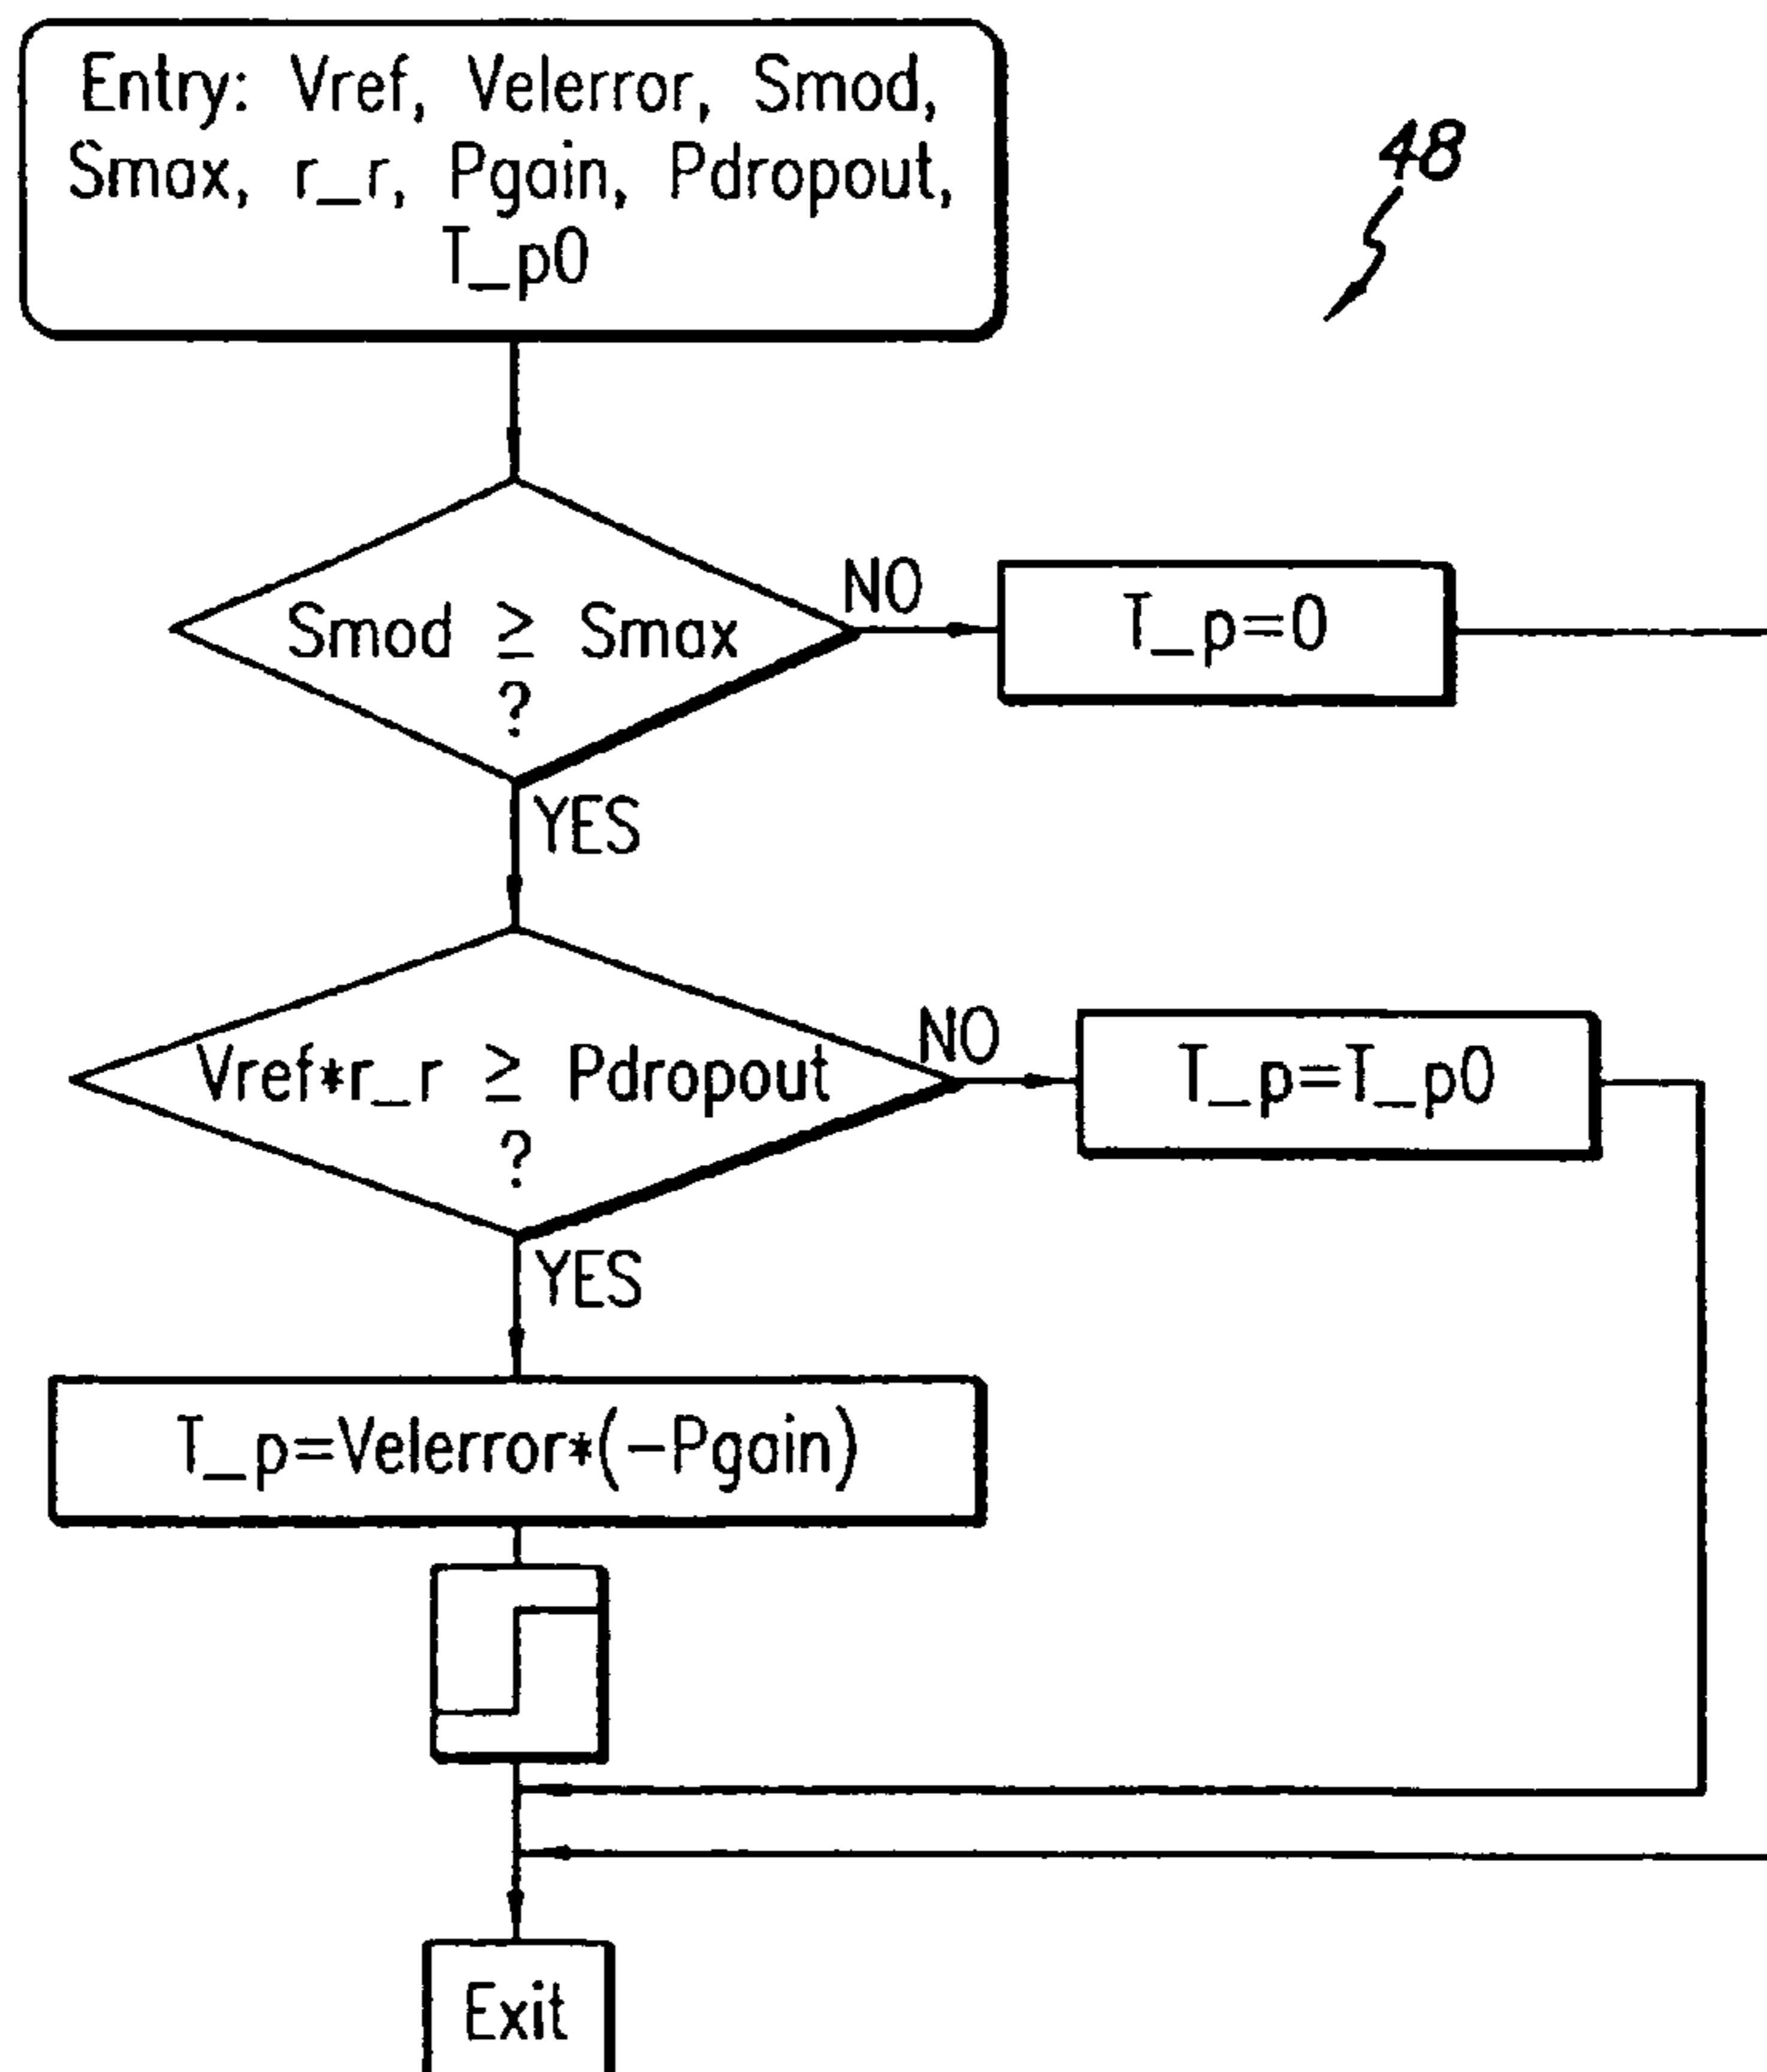 Entry: Vref, Velerror, Smod,
Smax, r_r, Pgain, Pdropout,
T_p0
48
Smod ≥ Smax
?
NO
T_p=0
YES
Vref*r_r ≥ Pdropout
?
NO
T_p=T_p0
YES
T_p=Velerror*(-Pgain)
Exit